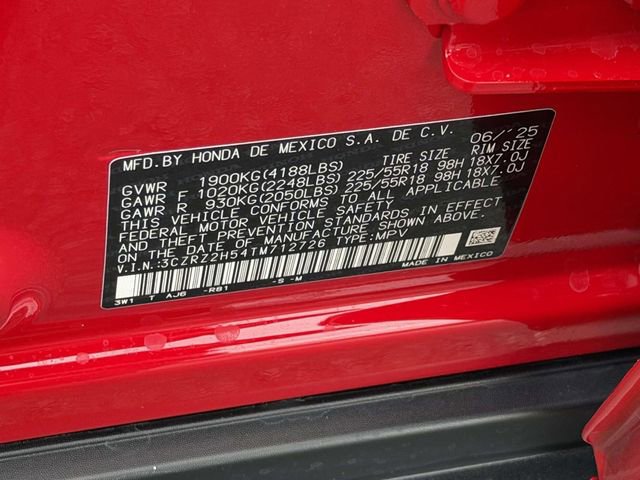 MFD. BY HONDA DE MEXICO S.A. DE C.V. 06/'25
GVWR 1900KG(4188LBS) TIRE SIZE RIM SIZE
GAWR F 1020KG(2248LBS) 225/55R18 98H 18X7.0J
GAWR R 930KG(2050LBS) 225/55R18 98H 18X7.0J
THIS VEHICLE CONFORMS TO ALL APPLICABLE
FEDERAL MOTOR VEHICLE SAFETY
AND THEFT PREVENTION STANDARDS IN EFFECT
ON THE DATE OF MANUFACTURE SHOWN ABOVE.
V.I.N.:3CZRZ2H54TM712726 TYPE:MPV
MADE IN MEXICO
3W1 T AJ6 -R81 -S -M